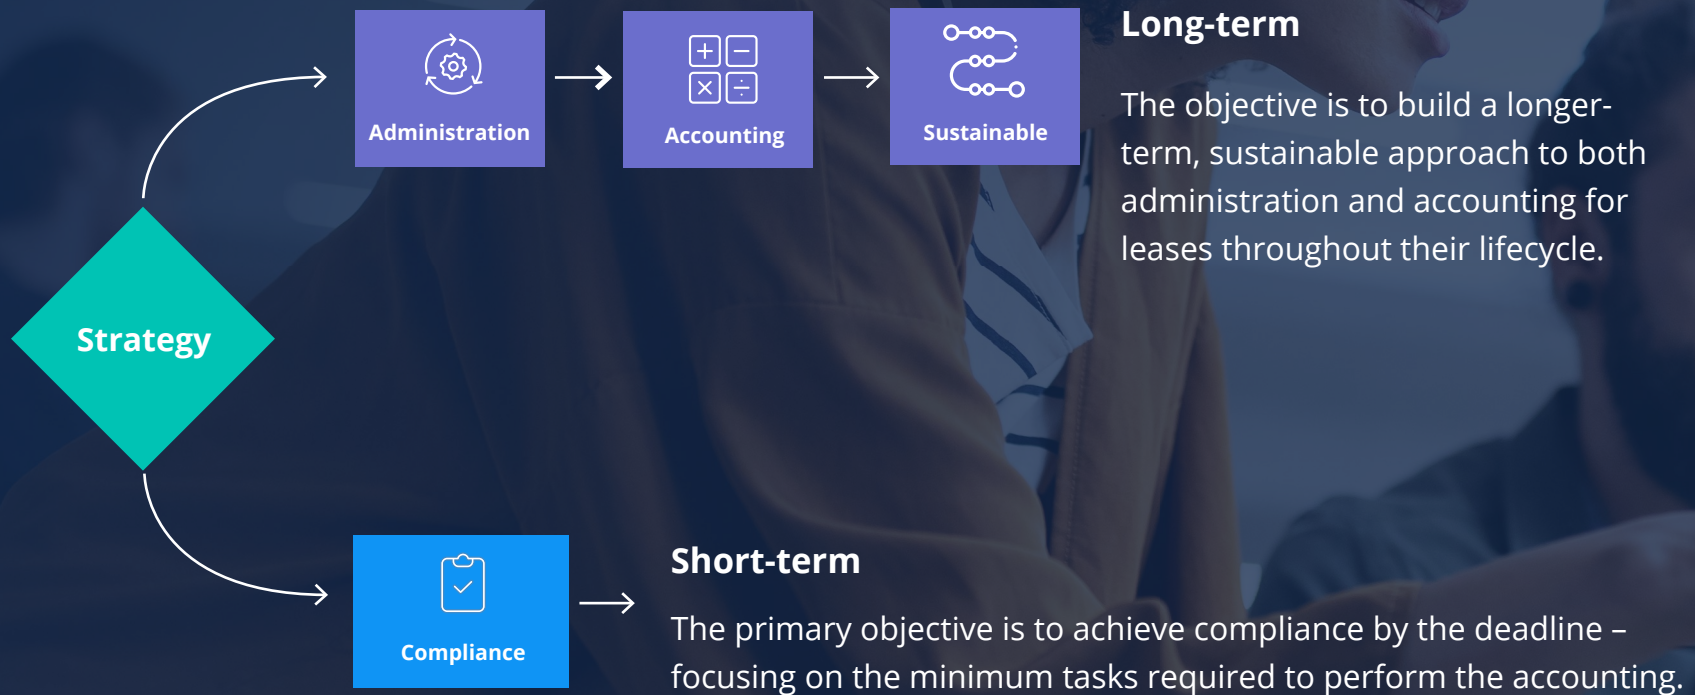 Administration
Accounting
Sustainable
Long-term
The objective is to build a longer-
term, sustainable approach to both
administration and accounting for
leases throughout their lifecycle.
Strategy
Compliance
Short-term
The primary objective is to achieve compliance by the deadline –
focusing on the minimum tasks required to perform the accounting.